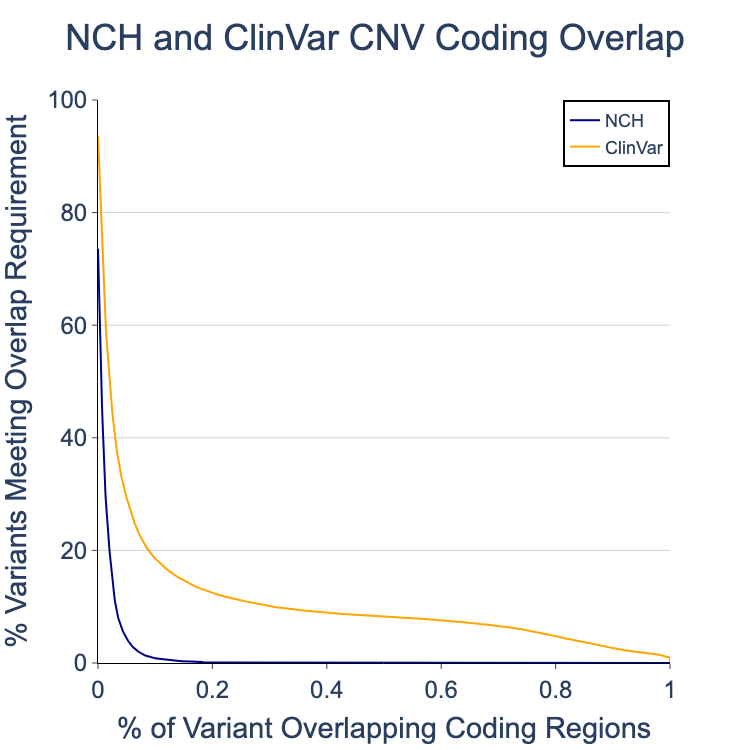 NCH and ClinVar CNV Coding Overlap
NCH
ClinVar
% Variants Meeting Overlap Requirement
100
80
60
40
20
0
0 0.2 0.4 0.6 0.8 1
% of Variant Overlapping Coding Regions